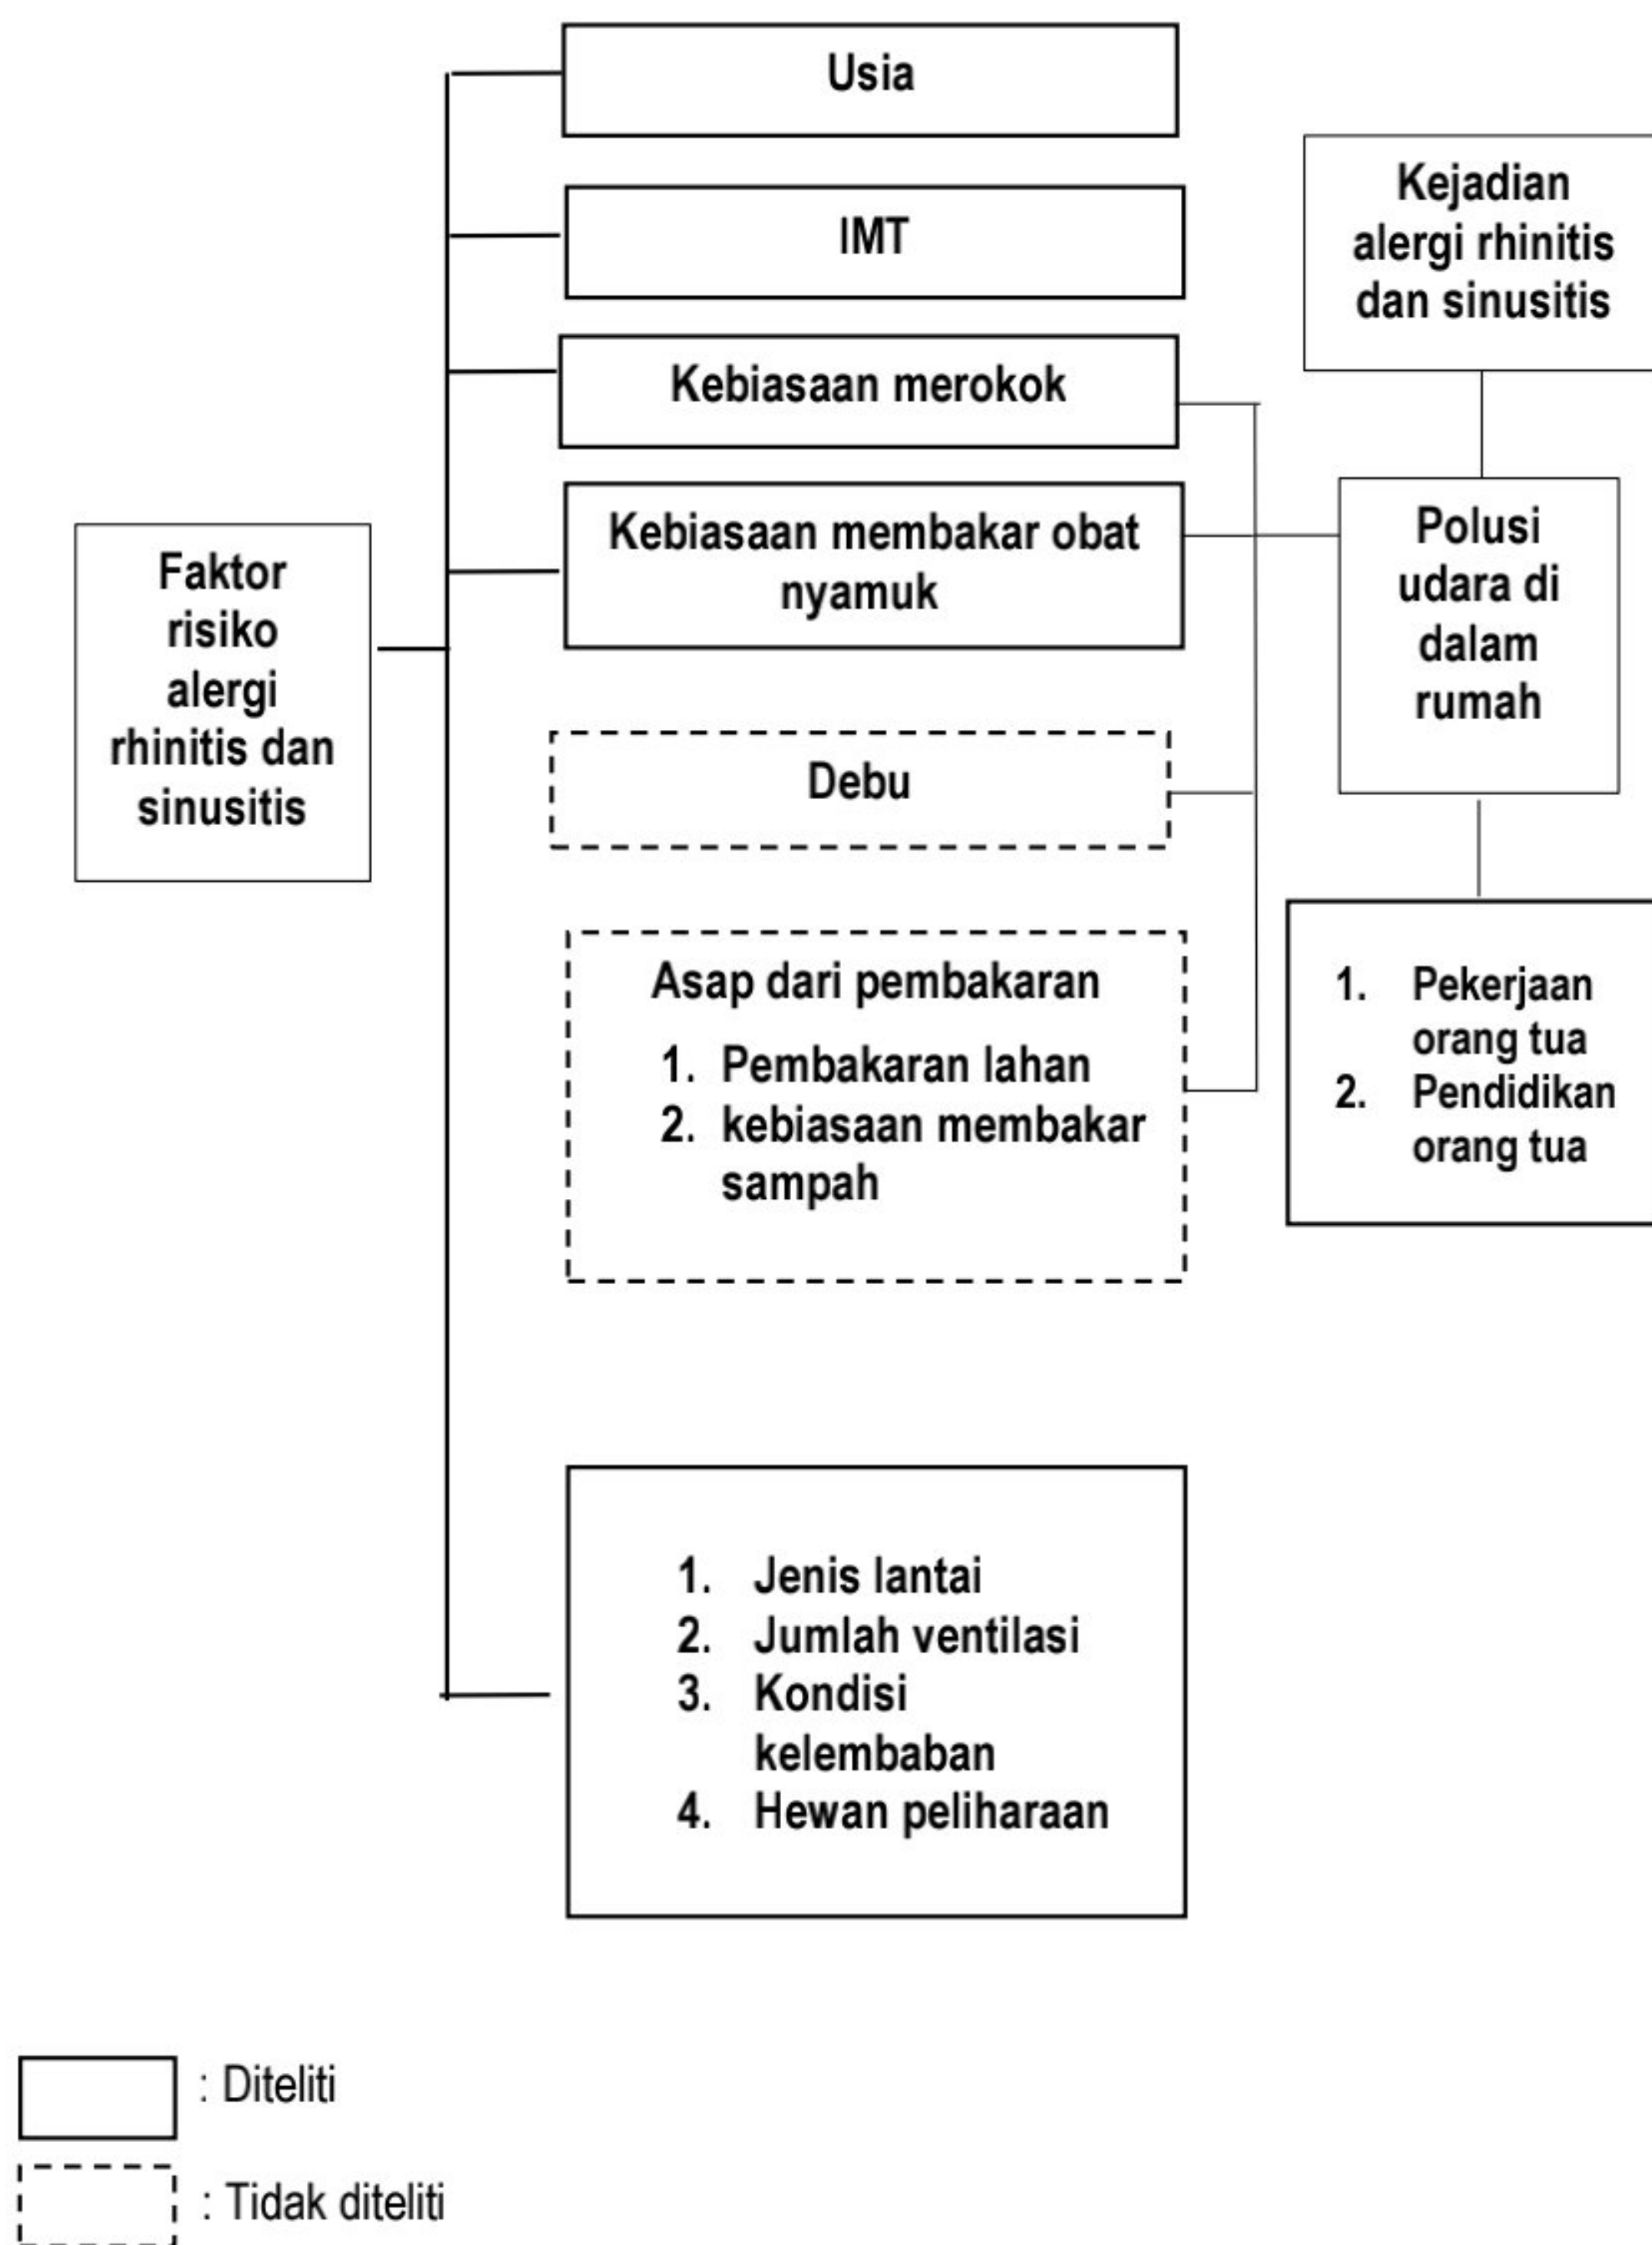 Usia
IMT
Kebiasaan merokok
Kebiasaan membakar obat
nyamuk
Kejadian
alergi rhinitis
dan sinusitis
Faktor
risiko
alergi
rhinitis dan
sinusitis
Polusi
udara di
dalam
rumah
Debu
Asap dari pembakaran
1. Pembakaran lahan
2. kebiasaan membakar
sampah
1. Pekerjaan
orang tua
2. Pendidikan
orang tua
1. Jenis lantai
2. Jumlah ventilasi
3. Kondisi
kelembaban
4. Hewan peliharaan
: Diteliti
: Tidak diteliti